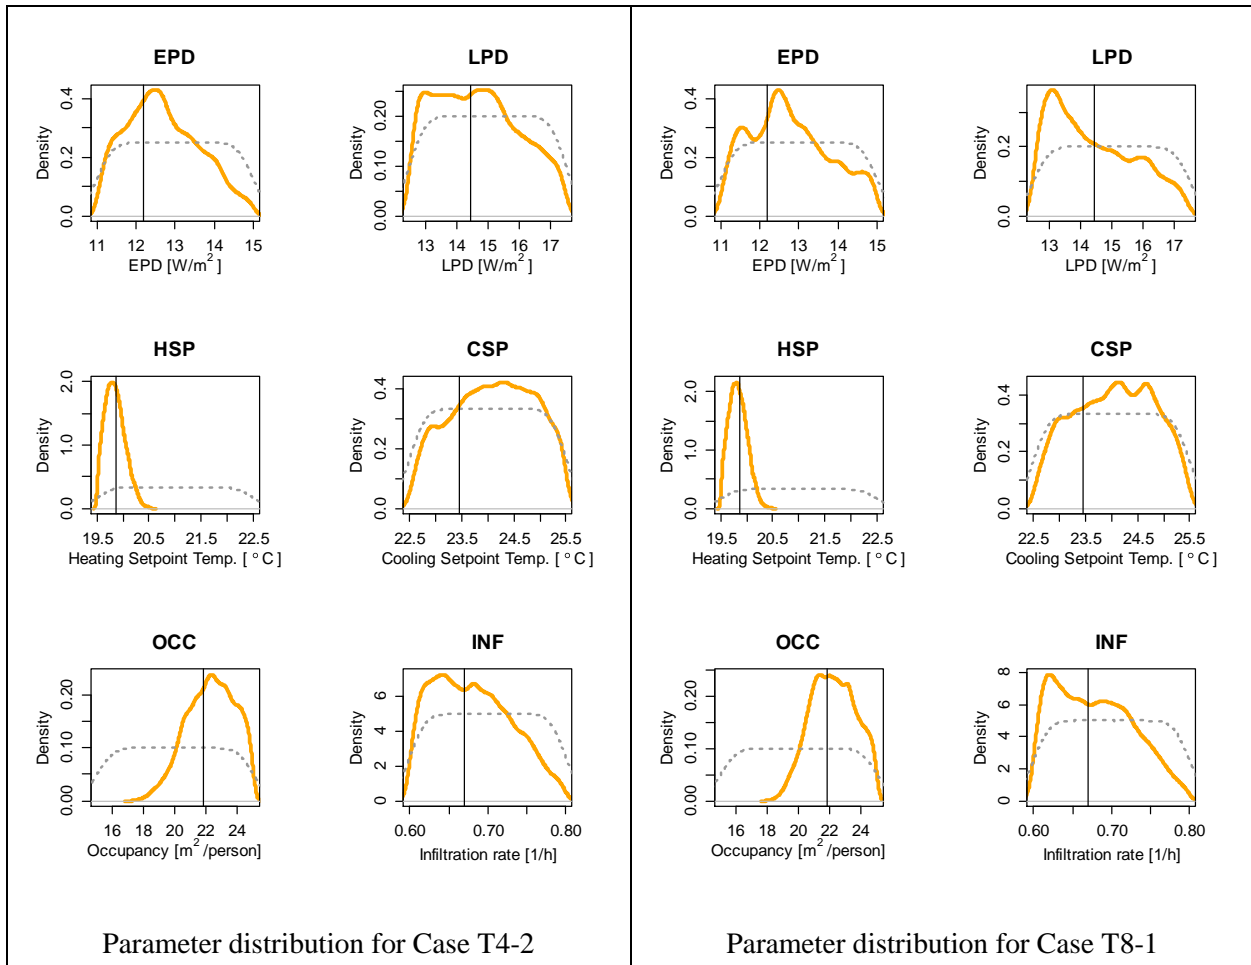 EPD
LPD
Density
0.0 0.2 0.4
11 12 13 14 15
EPD [W/m²]
Density
0.00 0.10 0.20
13 14 15 16 17
LPD [W/m²]
HSP
CSP
Density
0.0 1.0 2.0
19.5 20.5 21.5 22.5
Heating Setpoint Temp. [ °C ]
Density
0.0 0.2 0.4
22.5 23.5 24.5 25.5
Cooling Setpoint Temp. [ °C ]
OCC
INF
Density
0.00 0.10 0.20
16 18 20 22 24
Occupancy [m²/person]
Density
0 2 4 6
0.60 0.70 0.80
Infiltration rate [1/h]
Parameter distribution for Case T4-2
EPD
LPD
Density
0.0 0.2 0.4
11 12 13 14 15
EPD [W/m²]
Density
0.0 0.2
13 14 15 16 17
LPD [W/m²]
HSP
CSP
Density
0.0 1.0 2.0
19.5 20.5 21.5 22.5
Heating Setpoint Temp. [ °C ]
Density
0.0 0.2 0.4
22.5 23.5 24.5 25.5
Cooling Setpoint Temp. [ °C ]
OCC
INF
Density
0.00 0.10 0.20
16 18 20 22 24
Occupancy [m²/person]
Density
0 2 4 6 8
0.60 0.70 0.80
Infiltration rate [1/h]
Parameter distribution for Case T8-1